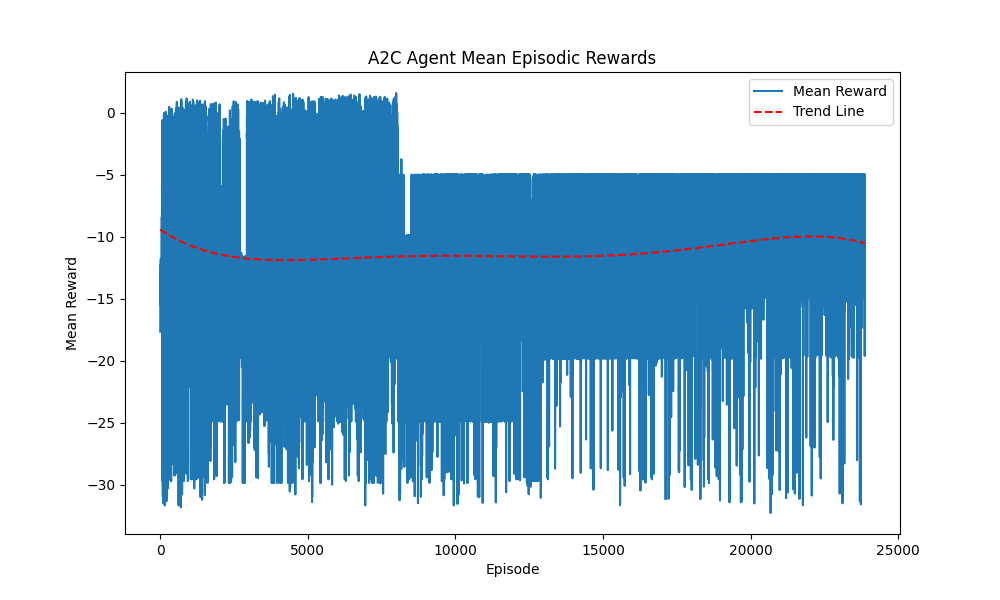 A2C Agent Mean Episodic Rewards
Mean Reward
Trend Line
Mean Reward
0
−5
−10
−15
−20
−25
−30
0 5000 10000 15000 20000 25000
Episode